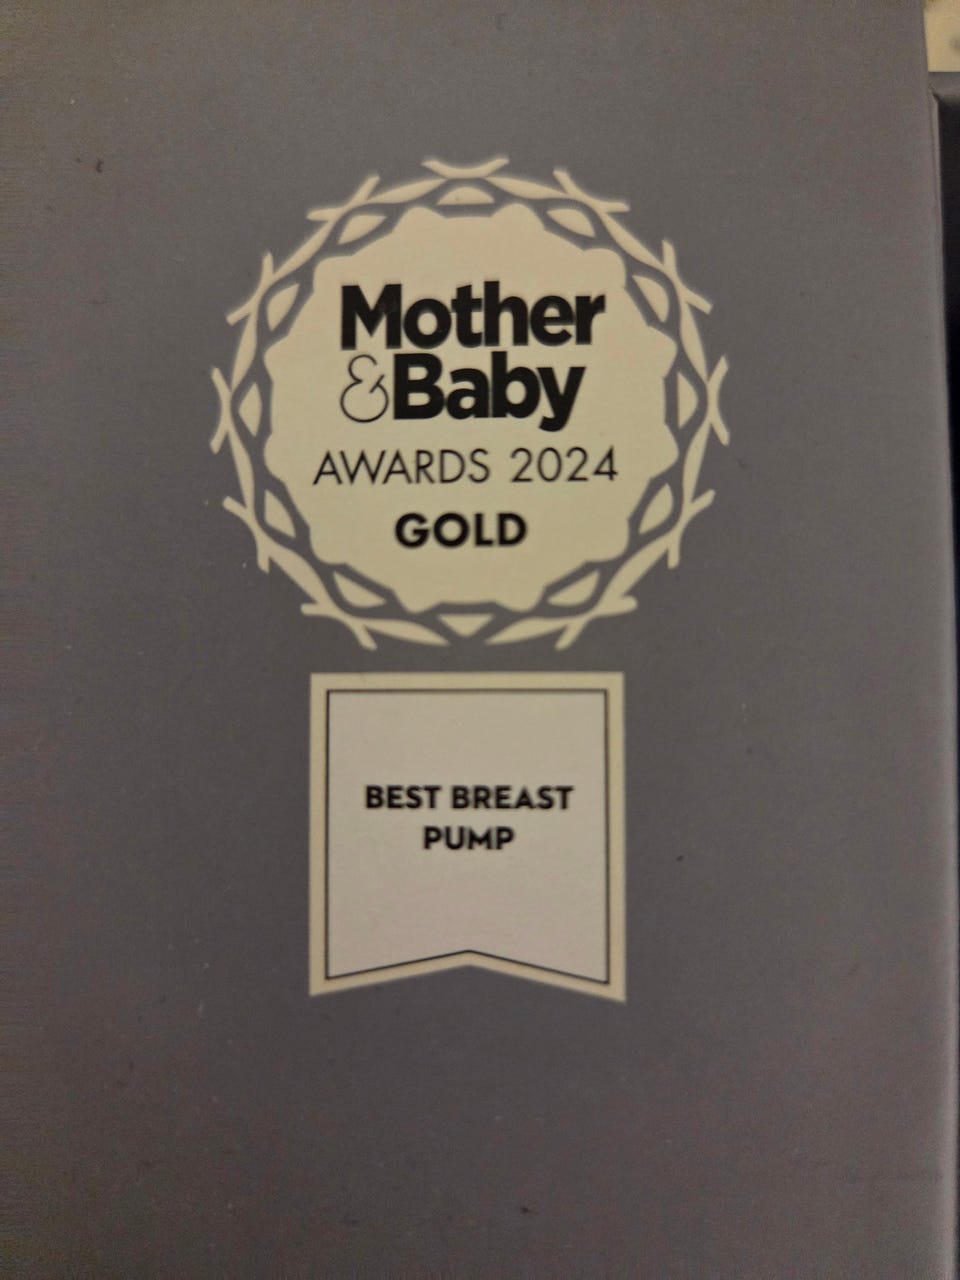 Mother
&Baby
AWARDS 2024
GOLD
BEST BREAST
PUMP